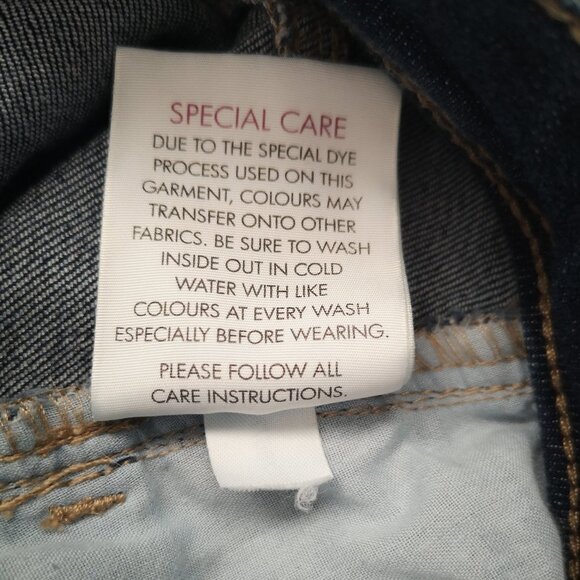 SPECIAL CARE
DUE TO THE SPECIAL DYE
PROCESS USED ON THIS
GARMENT, COLOURS MAY
TRANSFER ONTO OTHER
FABRICS. BE SURE TO WASH
INSIDE OUT IN COLD
WATER WITH LIKE
COLOURS AT EVERY WASH
ESPECIALLY BEFORE WEARING.
PLEASE FOLLOW ALL
CARE INSTRUCTIONS.